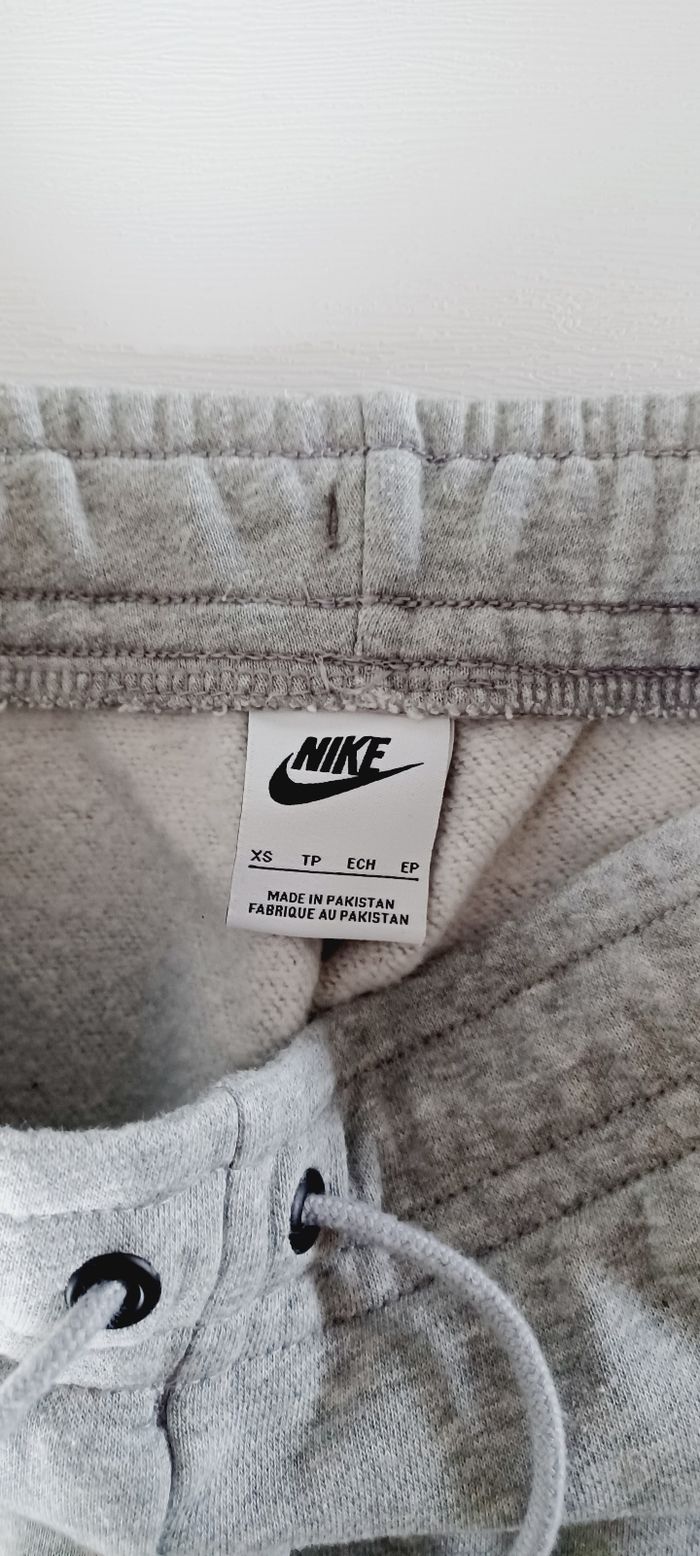 NIKE
XS TP ECH EP
MADE IN PAKISTAN
FABRIQUE AU PAKISTAN